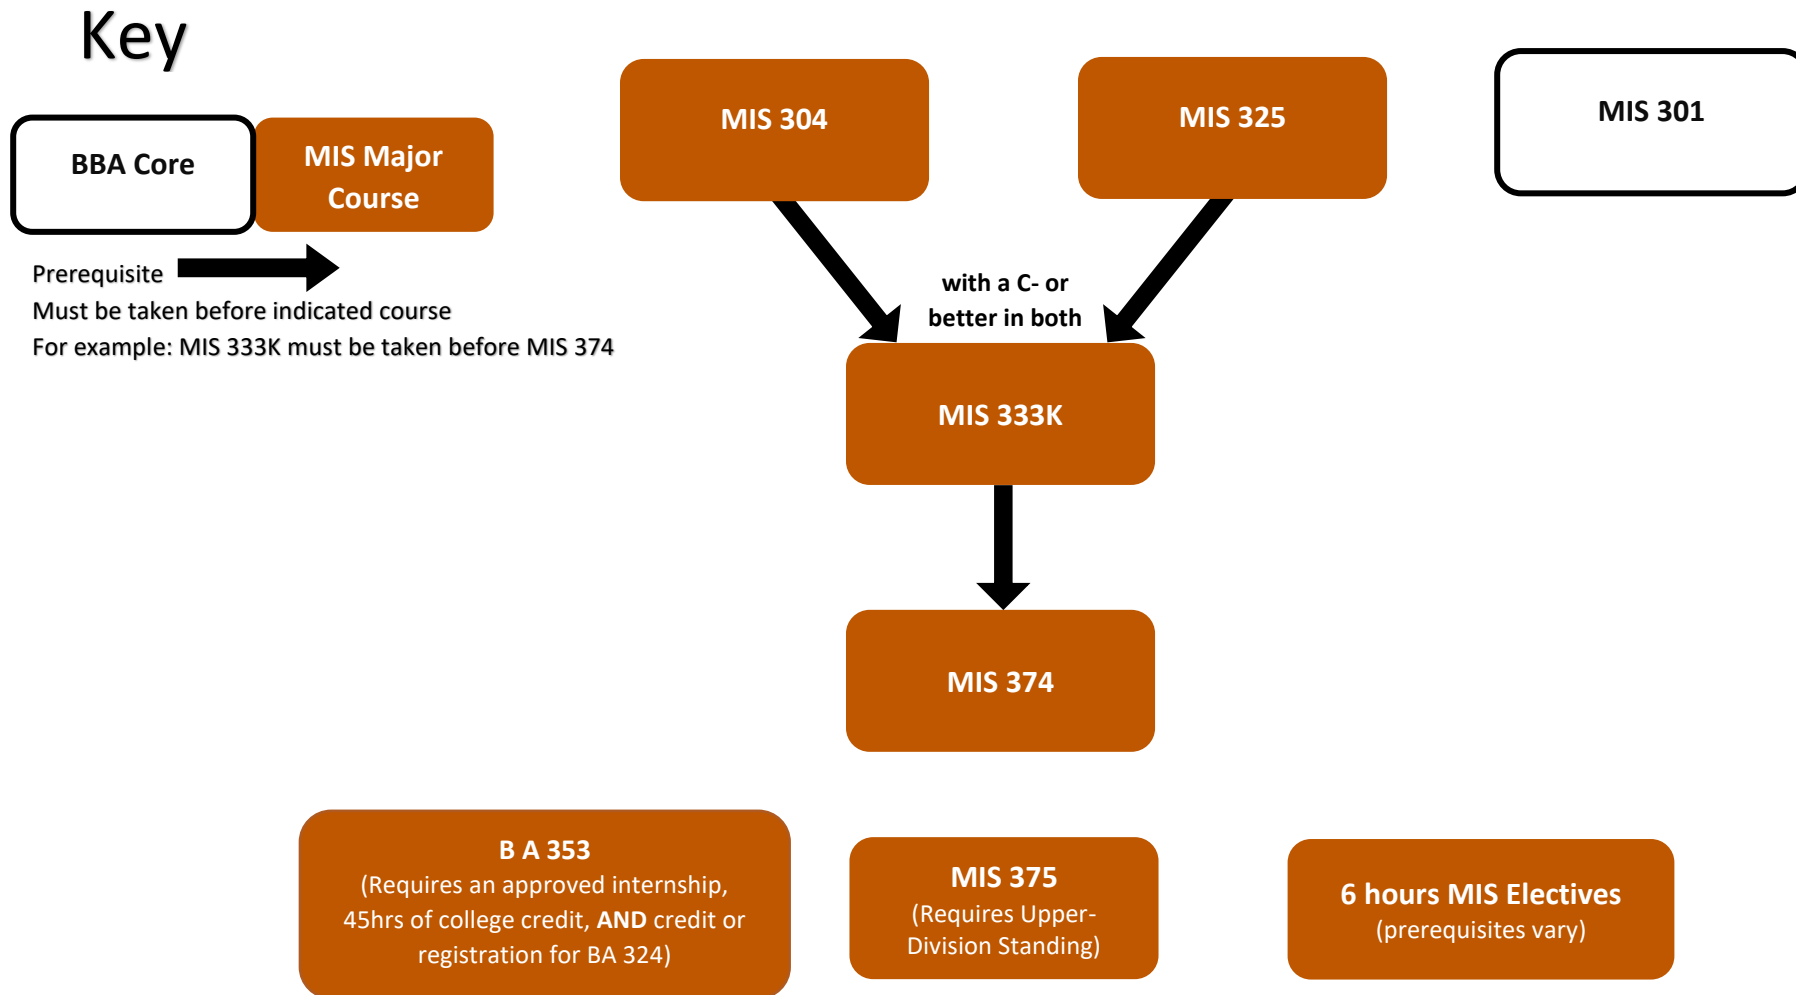 Key
BBA Core
MIS Major
Course
Prerequisite
Must be taken before indicated course
For example: MIS 333K must be taken before MIS 374
MIS 304
MIS 325
MIS 301
with a C- or
better in both
MIS 333K
MIS 374
B A 353
(Requires an approved internship,
45hrs of college credit, AND credit or
registration for BA 324)
MIS 375
(Requires Upper-
Division Standing)
6 hours MIS Electives
(prerequisites vary)